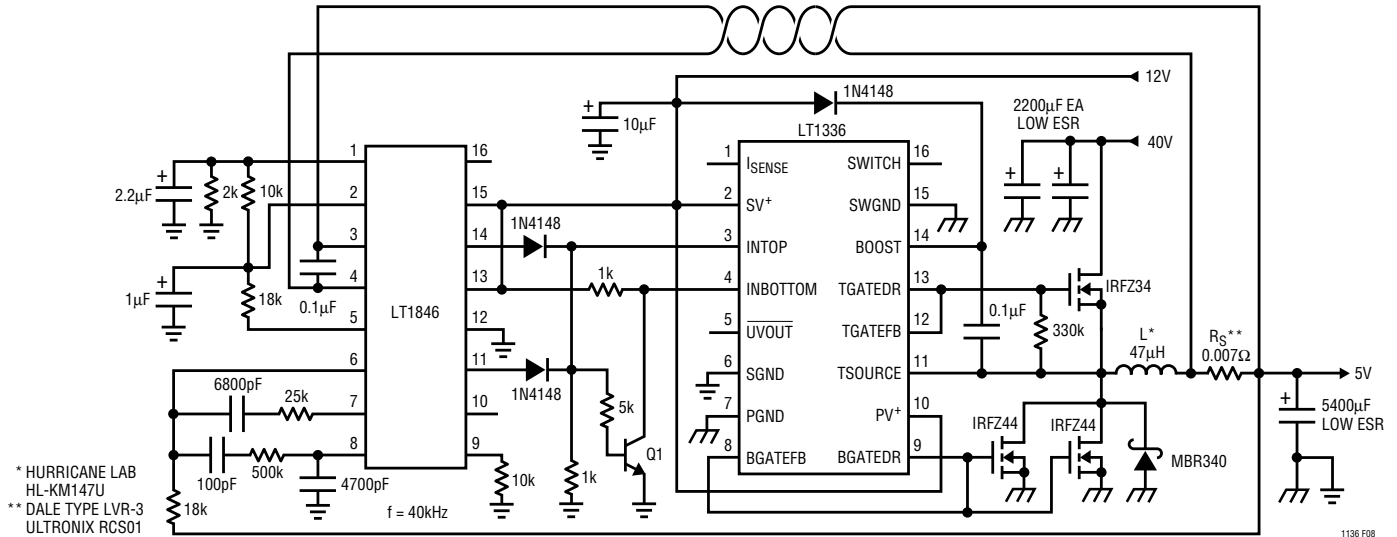 12V
1N4148
2200µF EA
LOW ESR
+
10µF
LT1336
40V
1
16
1
ISENSE
SWITCH
16
+
+
+
2.2µF
2k
10k
2
15
2
SV+
SWGND
15
1N4148
3
14
3
INTOP
BOOST
14
+
1µF
0.1µF
4
13
1k
4
INBOTTOM
TGATEDR
13
IRFZ34
18k
LT1846
0.1µF
330k
L*
47µH
RS**
0.007Ω
5
12
5
UVOUT
TGATEFB
12
6
11
6
SGND
TSOURCE
11
5V
6800pF
25k
1N4148
5k
+
5400µF
LOW ESR
7
10
7
PGND
PV+
10
IRFZ44
IRFZ44
8
9
8
BGATEFB
BGATEDR
9
MBR340
100pF
500k
4700pF
10k
1k
Q1
18k
f = 40kHz
* HURRICANE LAB
HL-KM147U
** DALE TYPE LVR-3
ULTRONIX RCS01
1136 F08